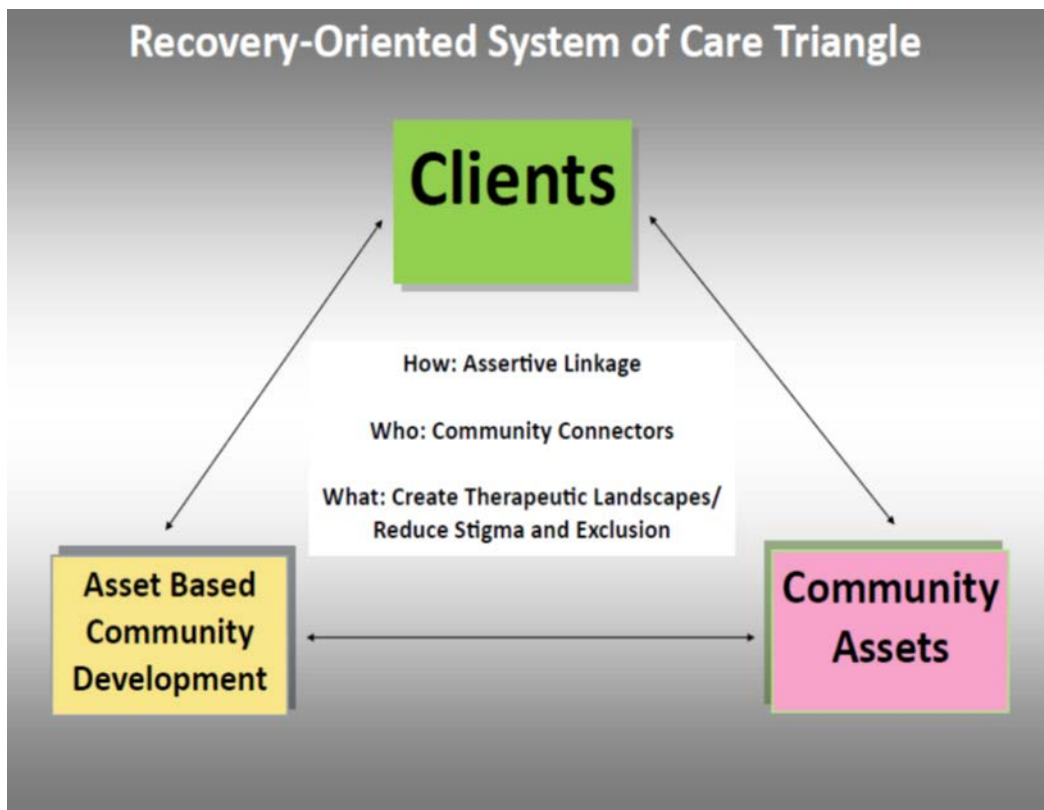 Recovery-Oriented System of Care Triangle
Clients
How: Assertive Linkage
Who: Community Connectors
What: Create Therapeutic Landscapes/
Reduce Stigma and Exclusion
Asset Based
Community
Development
Community
Assets